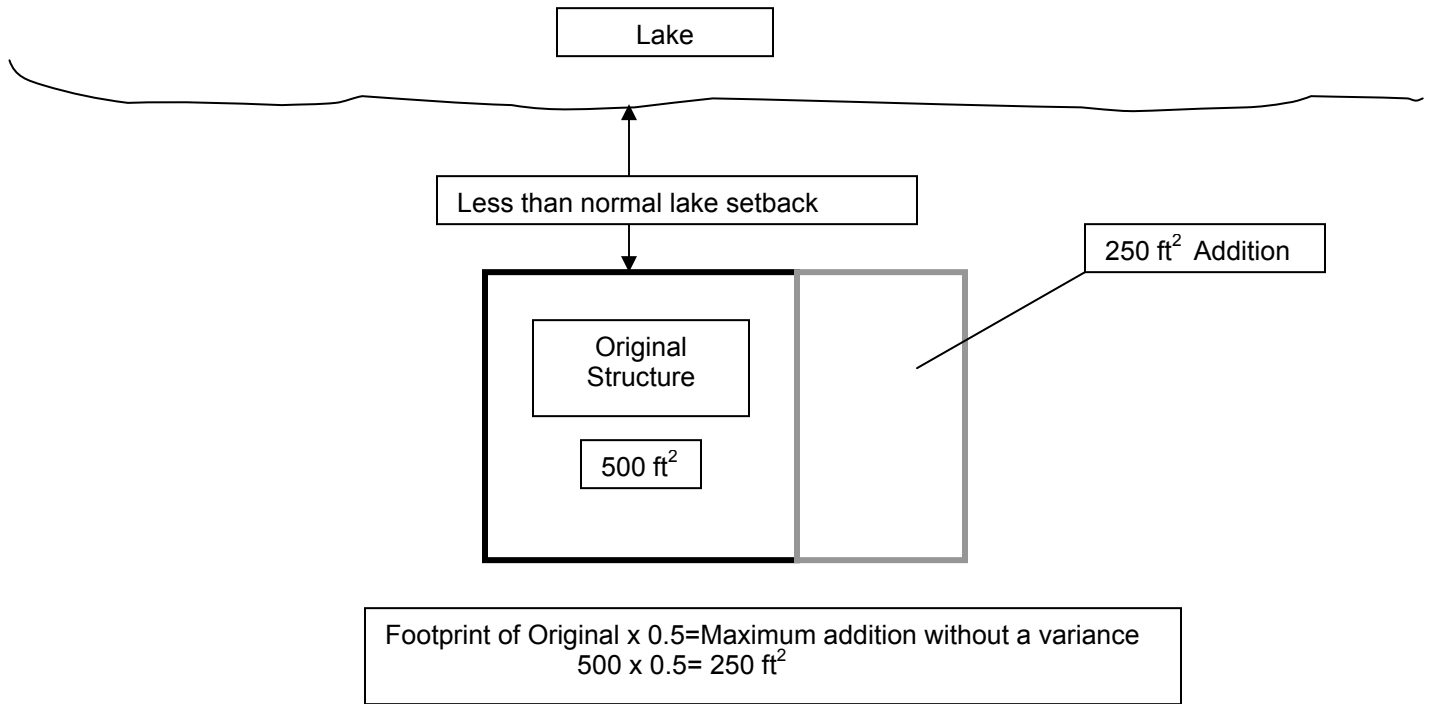 Lake
Less than normal lake setback
250 ft² Addition
Original
Structure
500 ft²
Footprint of Original x 0.5=Maximum addition without a variance
500 x 0.5= 250 ft²